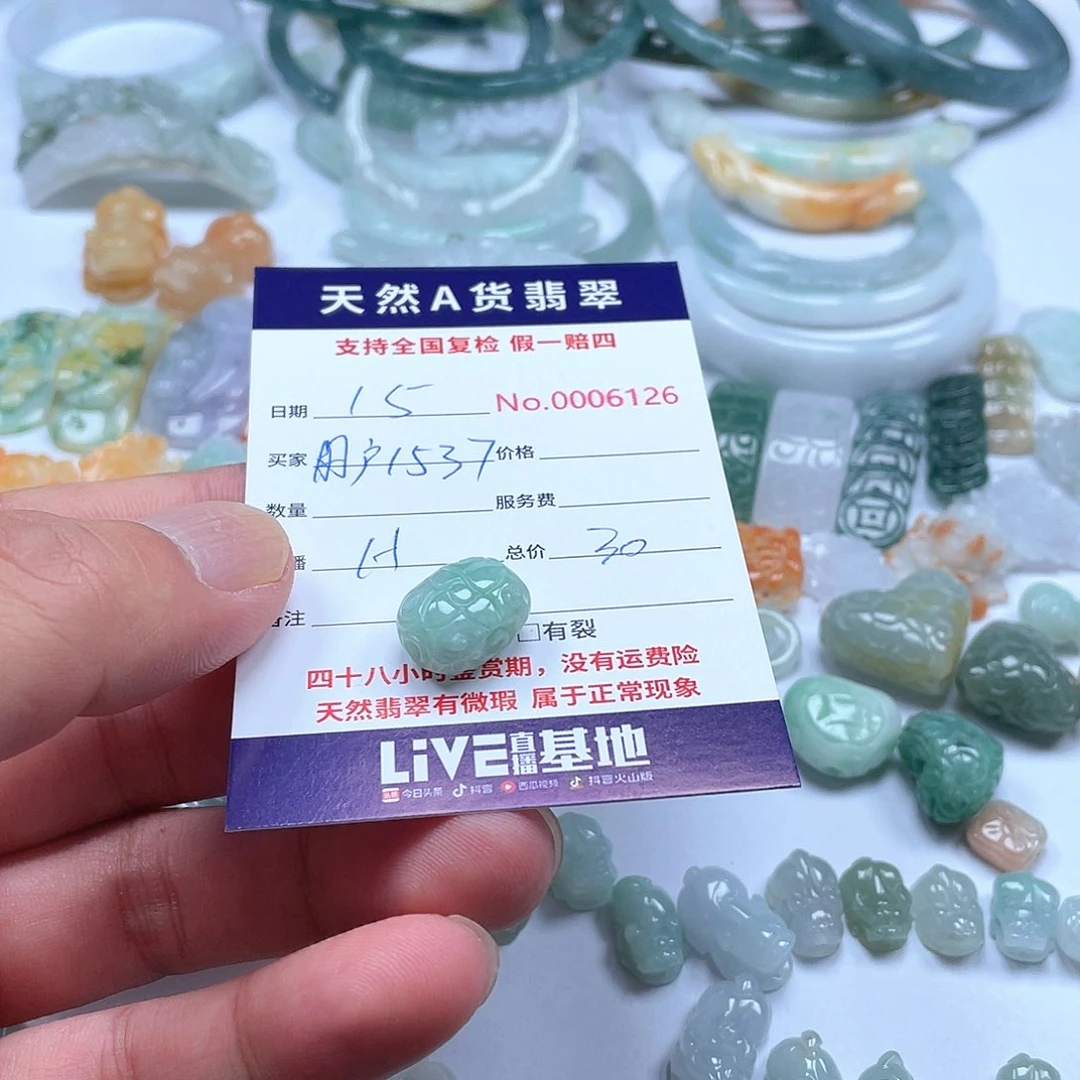 天然A货翡翠
支持全国复检 假一赔四
日期 15 No.0006126
买家 用户1537 价格
数量 服务费
播 总价 30
注
□有裂
四十八小时鉴赏期，没有运费险
天然翡翠有微瑕 属于正常现象
LiVE直播基地
今日头条 抖音 西瓜视频 抖音火山版